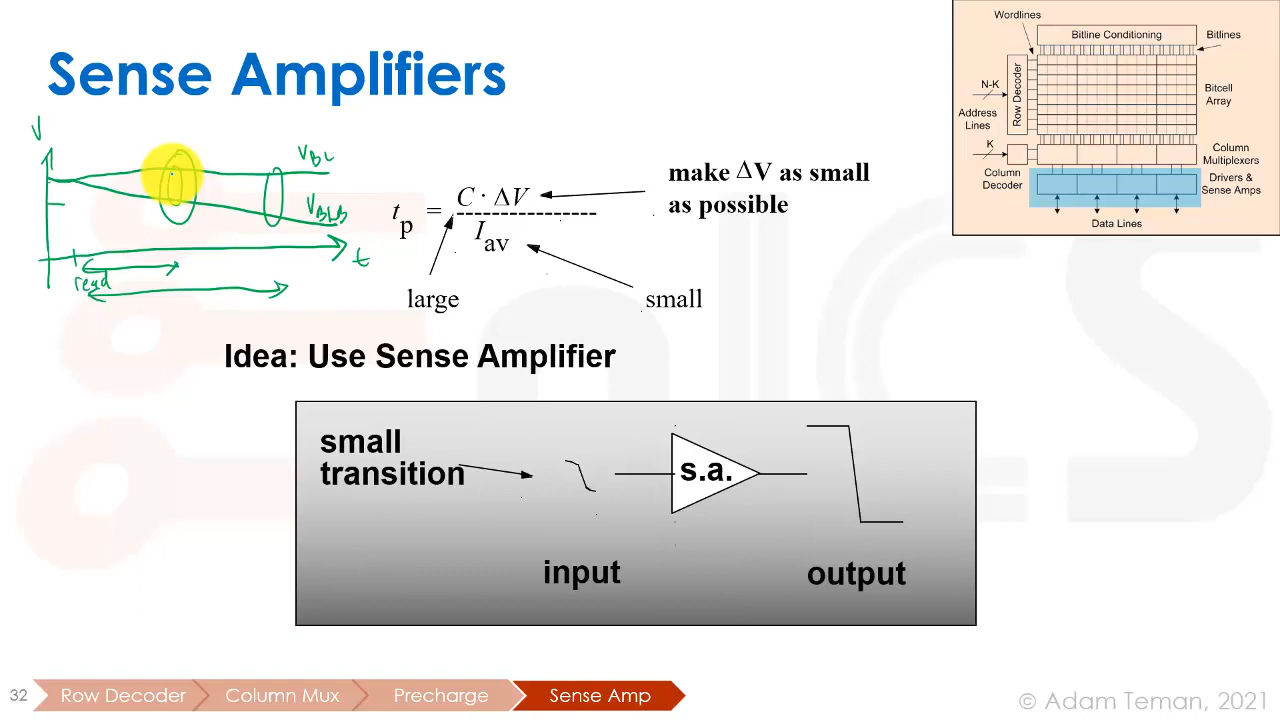 Sense Amplifiers
V
V_BL
V_BLB
t
read
t_p = C · ΔV
I_av
large
small
make ΔV as small
as possible
Wordlines
Bitline Conditioning
Bitlines
Row Decoder
N-K
Address
Lines
Bitcell
Array
K
Column
Decoder
Column
Multiplexers
Drivers &
Sense Amps
Data Lines
Idea: Use Sense Amplifier
small
transition
s.a.
input
output
nICS
32
Row Decoder
Column Mux
Precharge
Sense Amp
© Adam Teman, 2021